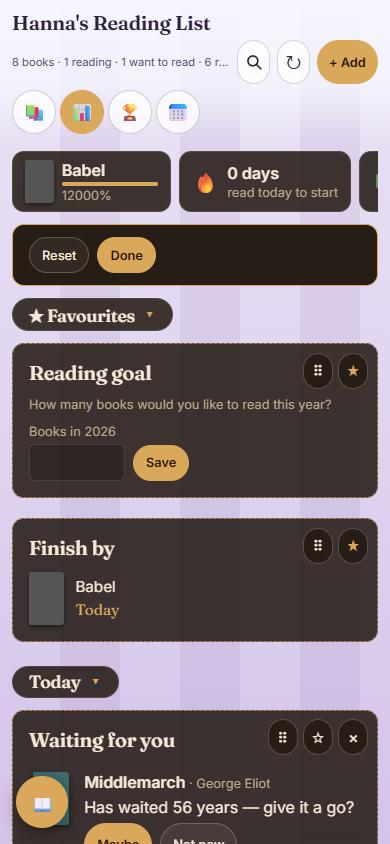 Hanna's Reading List
8 books · 1 reading · 1 want to read · 6 r...
+ Add
Babel
12000%
0 days
read today to start
Reset
Done
★ Favourites ▼
Reading goal
How many books would you like to read this year?
Books in 2026
Save
Finish by
Babel
Today
Today ▼
Waiting for you
Middlemarch · George Eliot
Has waited 56 years — give it a go?
Maybe
Not now